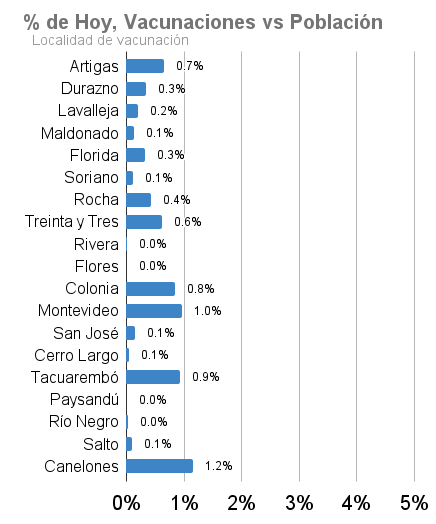 % de Hoy, Vacunaciones vs Población
Localidad de vacunación
Artigas 0.7%
Durazno 0.3%
Lavalleja 0.2%
Maldonado 0.1%
Florida 0.3%
Soriano 0.1%
Rocha 0.4%
Treinta y Tres 0.6%
Rivera 0.0%
Flores 0.0%
Colonia 0.8%
Montevideo 1.0%
San José 0.1%
Cerro Largo 0.1%
Tacuarembó 0.9%
Paysandú 0.0%
Río Negro 0.0%
Salto 0.1%
Canelones 1.2%
0% 1% 2% 3% 4% 5%